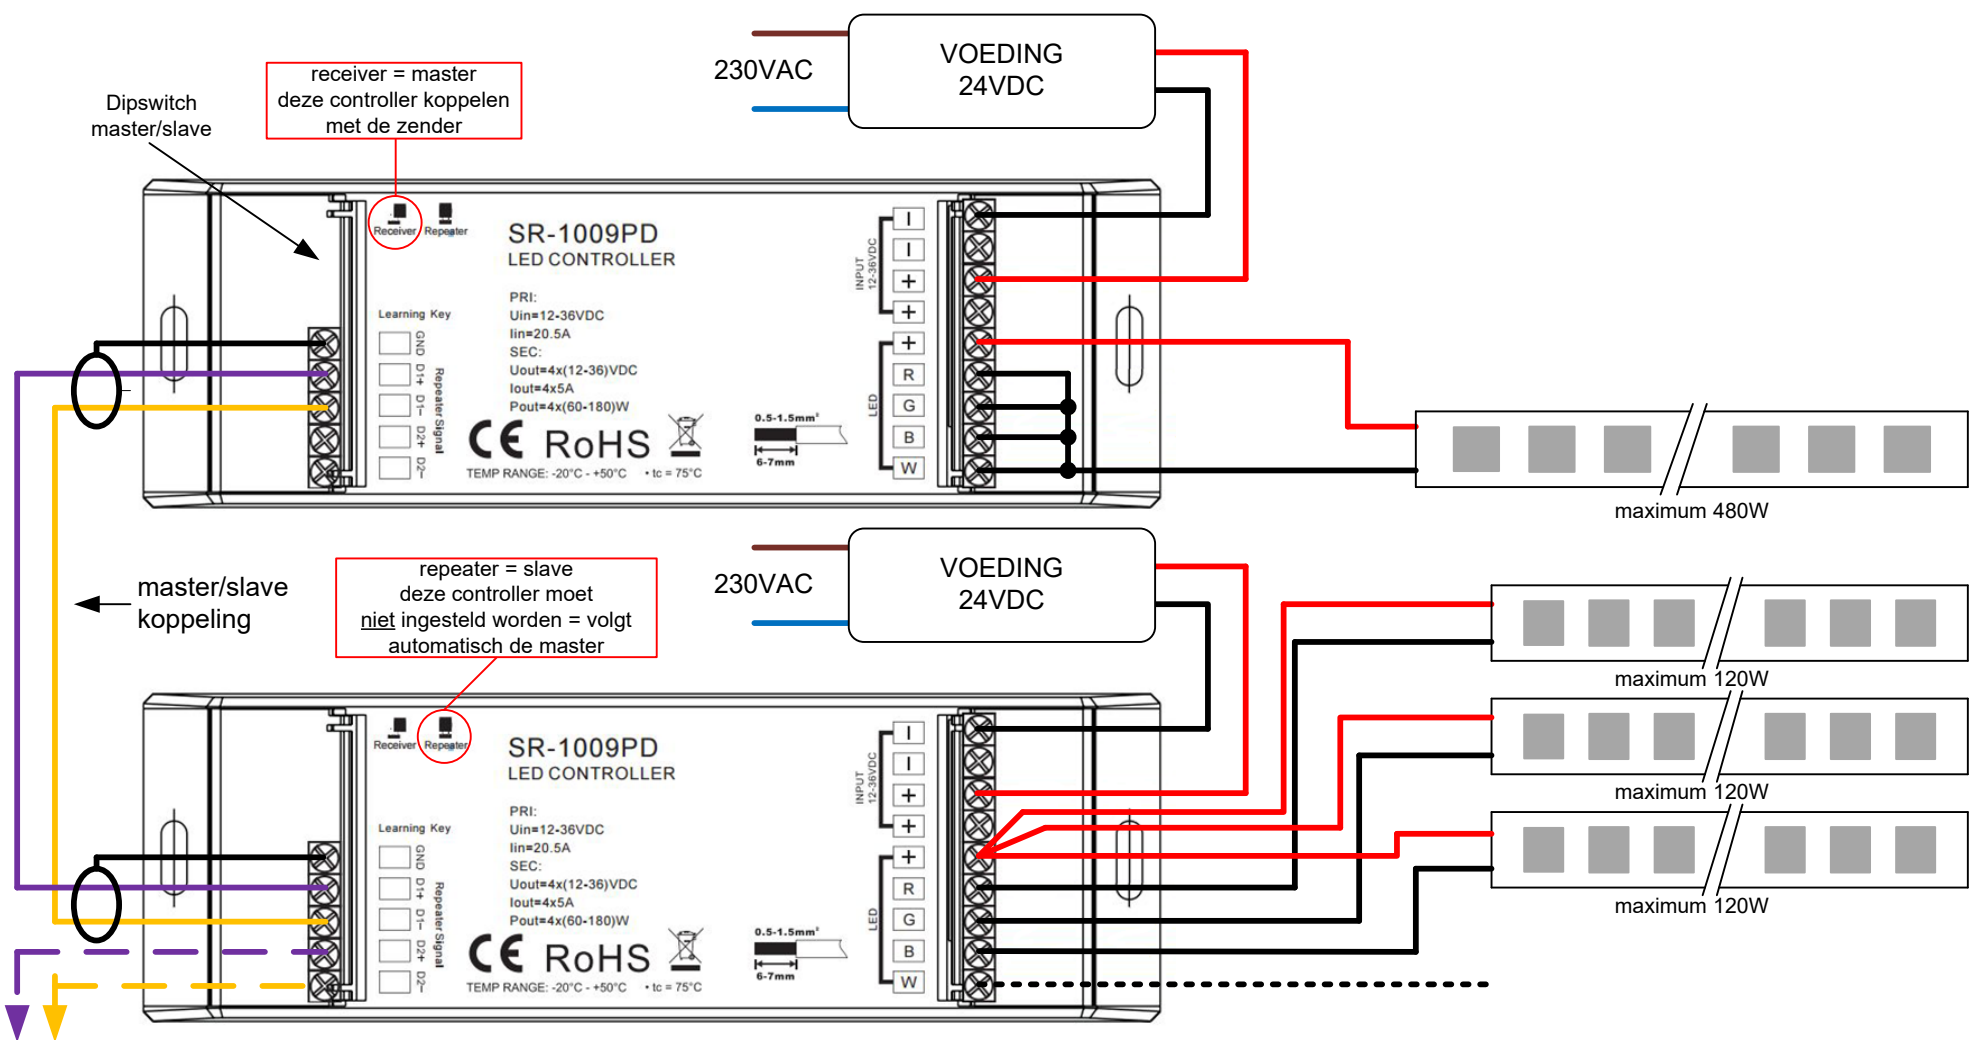 230VAC
VOEDING
24VDC
receiver = master
deze controller koppelen
met de zender
Dipswitch
master/slave
Receiver
Repeater
SR-1009PD
LED CONTROLLER
PRI:
Uin=12-36VDC
Iin=20.5A
SEC:
Uout=4x(12-36)VDC
Iout=4x5A
Pout=4x(60-180)W
Learning Key
GND
D1+
D1-
D2+
D2-
Repeater Signal
CE RoHS
0.5-1.5mm²
6-7mm
TEMP RANGE: -20°C - +50°C • tc = 75°C
INPUT
12-36VDC
+
+
LED
+
R
G
B
W
maximum 480W
master/slave
koppeling
230VAC
VOEDING
24VDC
repeater = slave
deze controller moet
niet ingesteld worden = volgt
automatisch de master
Receiver
Repeater
SR-1009PD
LED CONTROLLER
PRI:
Uin=12-36VDC
Iin=20.5A
SEC:
Uout=4x(12-36)VDC
Iout=4x5A
Pout=4x(60-180)W
Learning Key
GND
D1+
D1-
D2+
D2-
Repeater Signal
CE RoHS
0.5-1.5mm²
6-7mm
TEMP RANGE: -20°C - +50°C • tc = 75°C
INPUT
12-36VDC
+
+
LED
+
R
G
B
W
maximum 120W
maximum 120W
maximum 120W